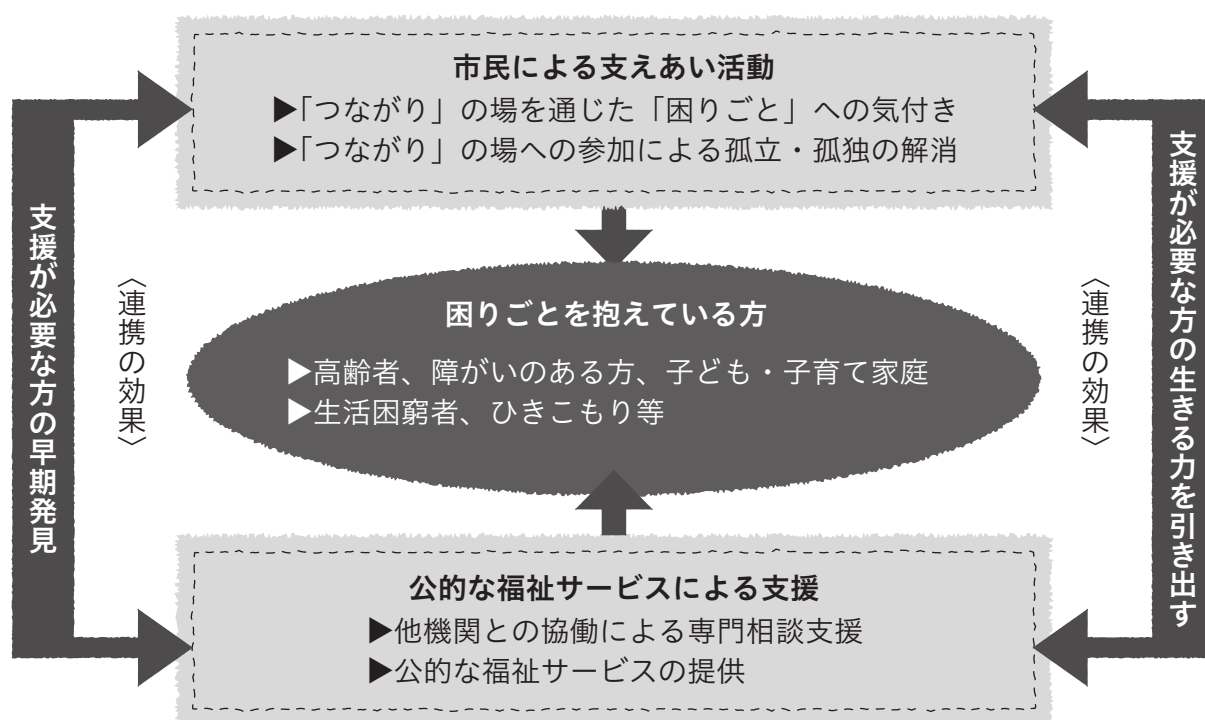 市民による支えあい活動
▶「つながり」の場を通じた「困りごと」への気付き
▶「つながり」の場への参加による孤立・孤独の解消
支援が必要な方の早期発見
〈連携の効果〉
困りごとを抱えている方
▶高齢者、障がいのある方、子ども・子育て家庭
▶生活困窮者、ひきこもり等
〈連携の効果〉
支援が必要な方の生きる力を引き出す
公的な福祉サービスによる支援
▶他機関との協働による専門相談支援
▶公的な福祉サービスの提供